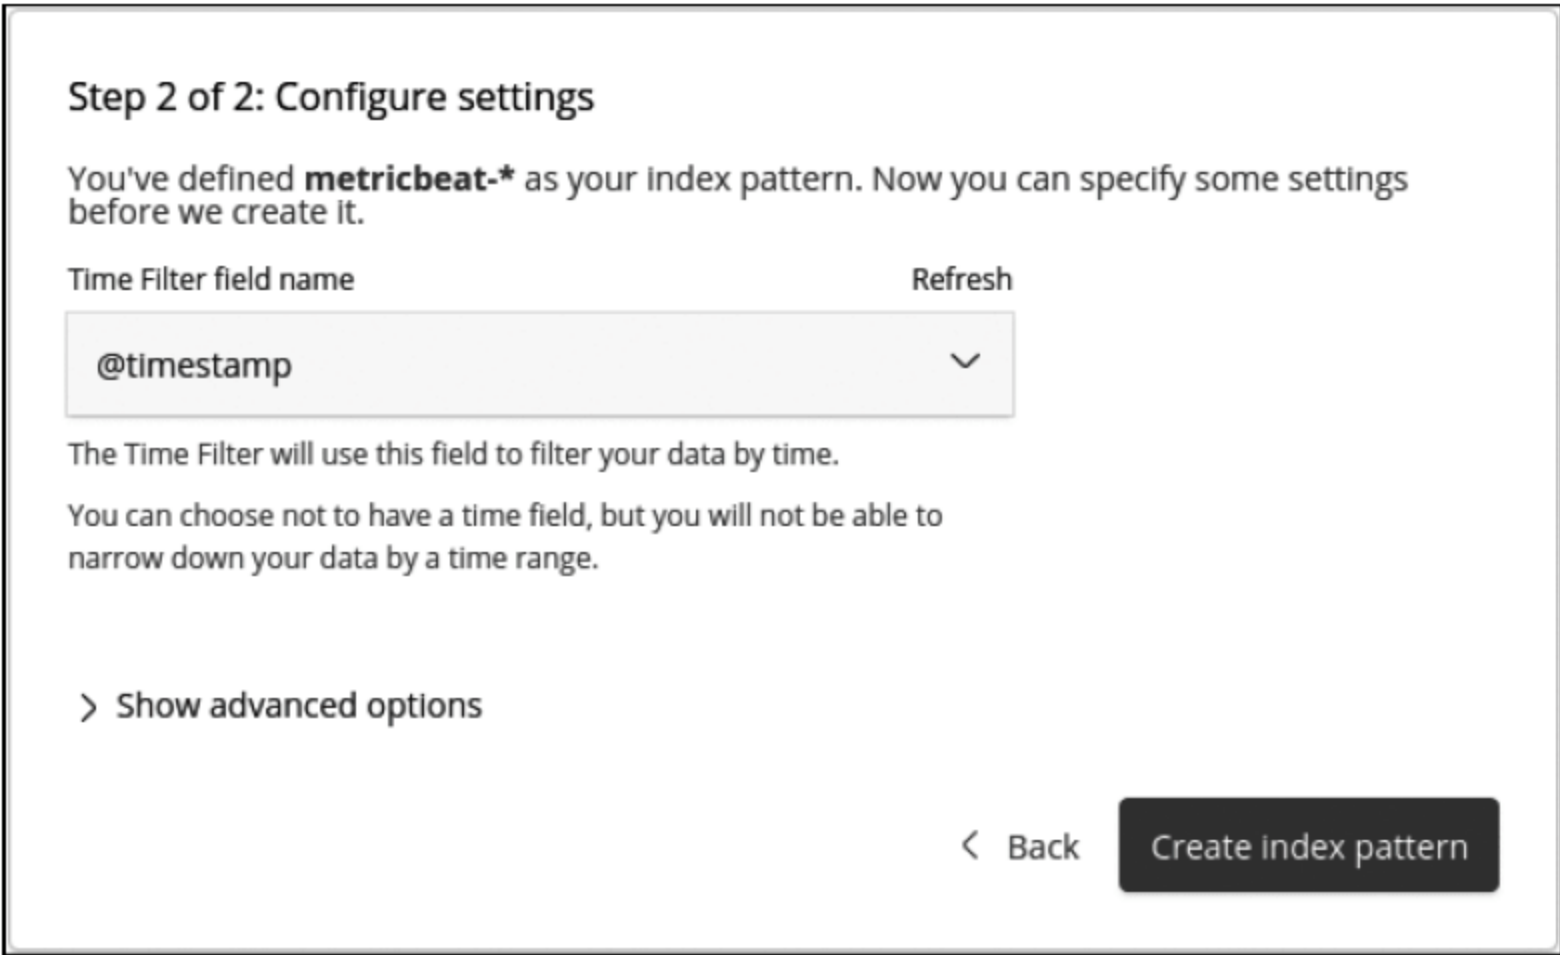 Step 2 of 2: Configure settings
You've defined metricbeat-* as your index pattern. Now you can specify some settings
before we create it.
Time Filter field name Refresh
@timestamp
The Time Filter will use this field to filter your data by time.
You can choose not to have a time field, but you will not be able to
narrow down your data by a time range.
Show advanced options
Back Create index pattern